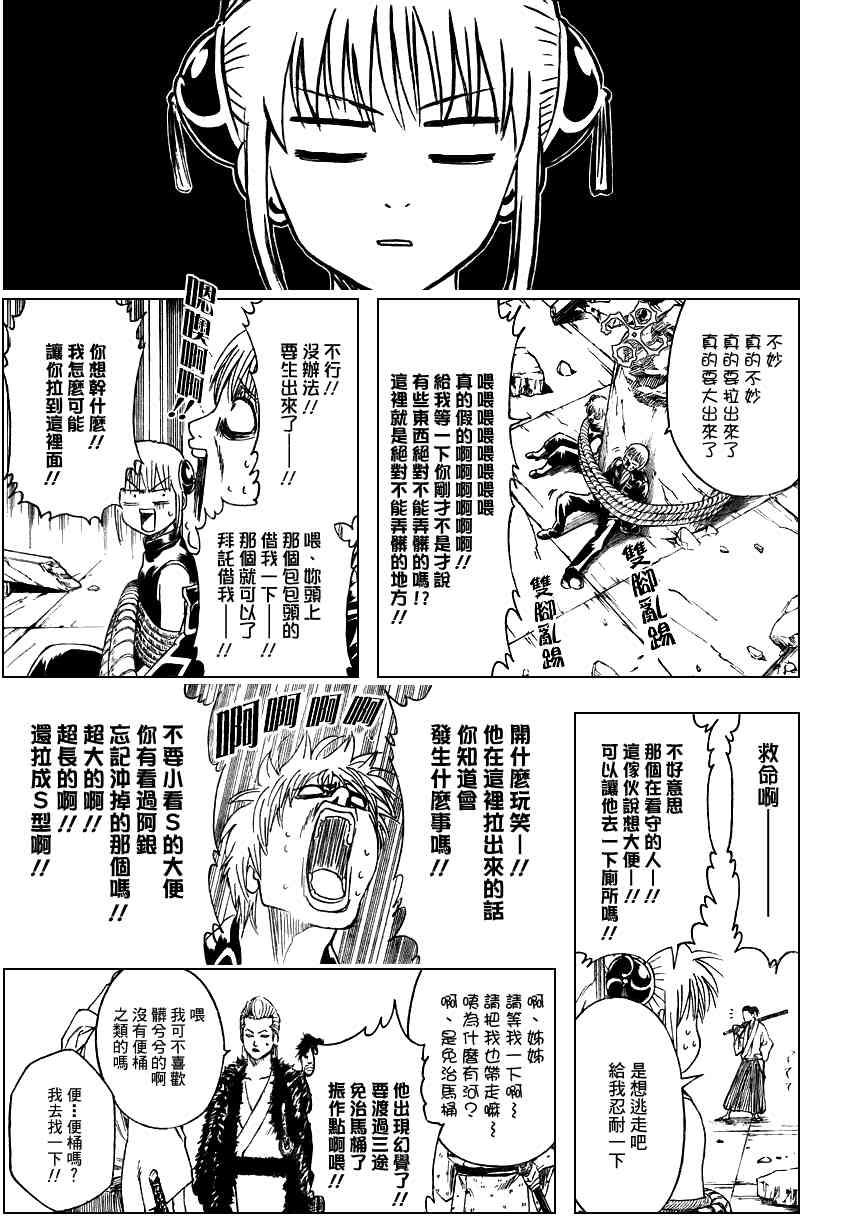 不妙
真的不妙
真的要拉出來了
真的要大出來了
喂喂喂喂喂喂喂
真的假的啊啊啊啊啊!!
給我等一下你剛才不是才說
有些東西絕對不能弄髒的嗎!?
這裡就是絕對不能弄髒的地方!!
雙腳亂踢
雙腳亂踢
不行!!
沒辦法!!
要生出來了——!!
嗯噗啊啊!!
喂、妳頭上
那個包包頭的
借我一下——!!
那個就可以了
拜託借我——!!
你想幹什麼!!
我怎麼可能
讓你拉到這裡面!!
救命啊——
不好意思
那個在看守的人—!!
這傢伙說想大便—!!
可以讓他去一下廁所嗎!!
是想逃走吧
給我忍耐一下
開什麼玩笑—!!
他在這裡拉出來的話
你知道會
發生什麼事嗎!!
啊啊啊啊
不要小看S的大便
你有看過阿銀
忘記沖掉的那個嗎!!
超大的啊!!
超長的啊!!
還拉成S型啊!!
啊、姊姊
請等我一下啊~
請把我也帶走嘛~
唔為什麼有河?
啊、是免治馬桶
他出現幻覺了!!
要渡過三途
免治馬桶了
振作點啊喂!!
喂
我可不喜歡
髒兮兮的啊
沒有便桶
之類的嗎
便…便桶嗎?
我去找一下!!